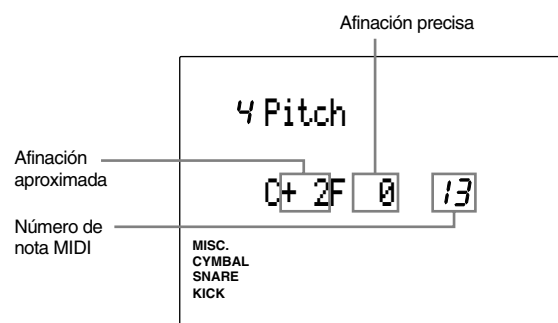 Afinación precisa
4 Pitch
Afinación
aproximada
C+ 2F 0 13
Número de
nota MIDI
MISC.
CYMBAL
SNARE
KICK